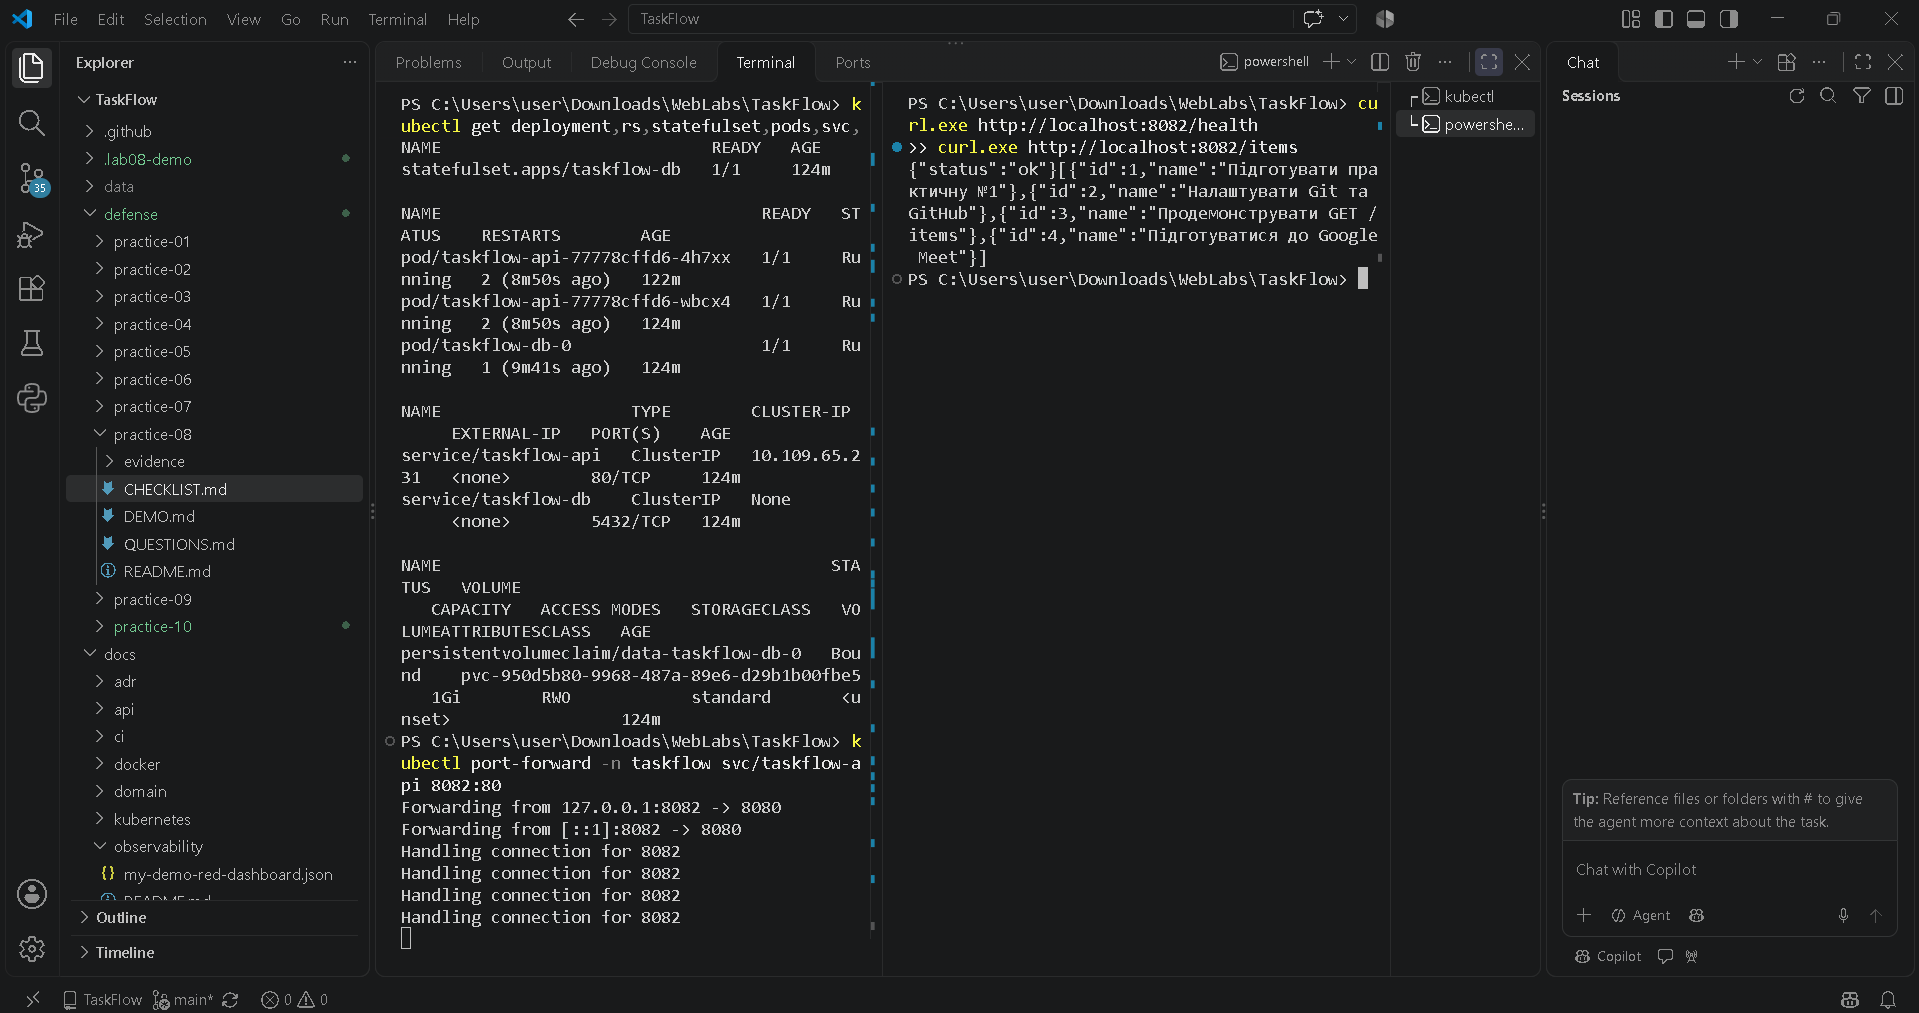 File Edit Selection View Go Run Terminal Help
TaskFlow
Explorer
TaskFlow
.github
.lab08-demo
data
defense
practice-01
practice-02
practice-03
practice-04
practice-05
practice-06
practice-07
practice-08
evidence
CHECKLIST.md
DEMO.md
QUESTIONS.md
README.md
practice-09
practice-10
docs
adr
api
ci
docker
domain
kubernetes
observability
{} my-demo-red-dashboard.json
README.md
Outline
Timeline
35
Problems Output Debug Console Terminal Ports
powershell
PS C:\Users\user\Downloads\WebLabs\TaskFlow> k
ubectl get deployment,rs,statefulset,pods,svc,
NAME READY AGE
statefulset.apps/taskflow-db 1/1 124m
NAME READY ST
ATUS RESTARTS AGE
pod/taskflow-api-77778cffd6-4h7xx 1/1 Ru
nning 2 (8m50s ago) 122m
pod/taskflow-api-77778cffd6-wbcx4 1/1 Ru
nning 2 (8m50s ago) 124m
pod/taskflow-db-0 1/1 Ru
nning 1 (9m41s ago) 124m
NAME TYPE CLUSTER-IP
EXTERNAL-IP PORT(S) AGE
service/taskflow-api ClusterIP 10.109.65.2
31 <none> 80/TCP 124m
service/taskflow-db ClusterIP None
<none> 5432/TCP 124m
NAME STA
TUS VOLUME
CAPACITY ACCESS MODES STORAGECLASS VO
LUMEATTRIBUTESCLASS AGE
persistentvolumeclaim/data-taskflow-db-0 Bou
nd pvc-950d5b80-9968-487a-89e6-d29b1b00fbe5
1Gi RWO standard <u
nset> 124m
PS C:\Users\user\Downloads\WebLabs\TaskFlow> k
ubectl port-forward -n taskflow svc/taskflow-a
pi 8082:80
Forwarding from 127.0.0.1:8082 -> 8080
Forwarding from [::1]:8082 -> 8080
Handling connection for 8082
Handling connection for 8082
Handling connection for 8082
Handling connection for 8082
PS C:\Users\user\Downloads\WebLabs\TaskFlow> cu
rl.exe http://localhost:8082/health
>> curl.exe http://localhost:8082/items
{"status":"ok"}[{"id":1,"name":"Підготувати пра
ктичну №1"},{"id":2,"name":"Налаштувати Git та
GitHub"},{"id":3,"name":"Продемонструвати GET /
items"},{"id":4,"name":"Підготуватися до Google
Meet"}]
PS C:\Users\user\Downloads\WebLabs\TaskFlow>
kubectl
powershe...
Chat
Sessions
Tip: Reference files or folders with # to give
the agent more context about the task.
Chat with Copilot
Agent
Copilot
TaskFlow main* 0 0